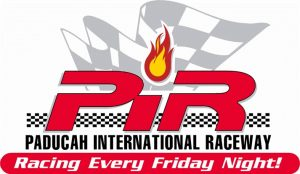 PiR
PADUCAH INTERNATIONAL RACEWAY
Racing Every Friday Night!